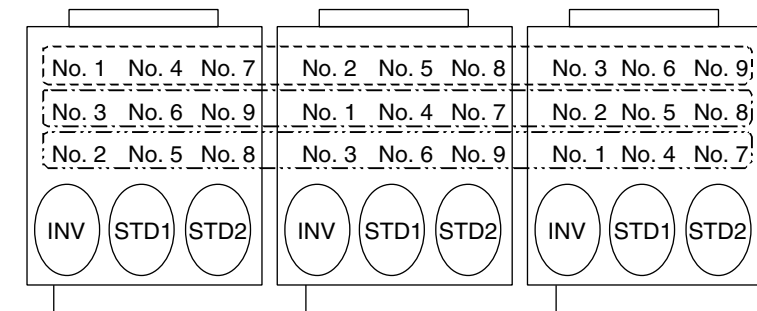 No. 1 No. 4 No. 7 No. 2 No. 5 No. 8 No. 3 No. 6 No. 9
No. 3 No. 6 No. 9 No. 1 No. 4 No. 7 No. 2 No. 5 No. 8
No. 2 No. 5 No. 8 No. 3 No. 6 No. 9 No. 1 No. 4 No. 7
INV STD1 STD2 INV STD1 STD2 INV STD1 STD2